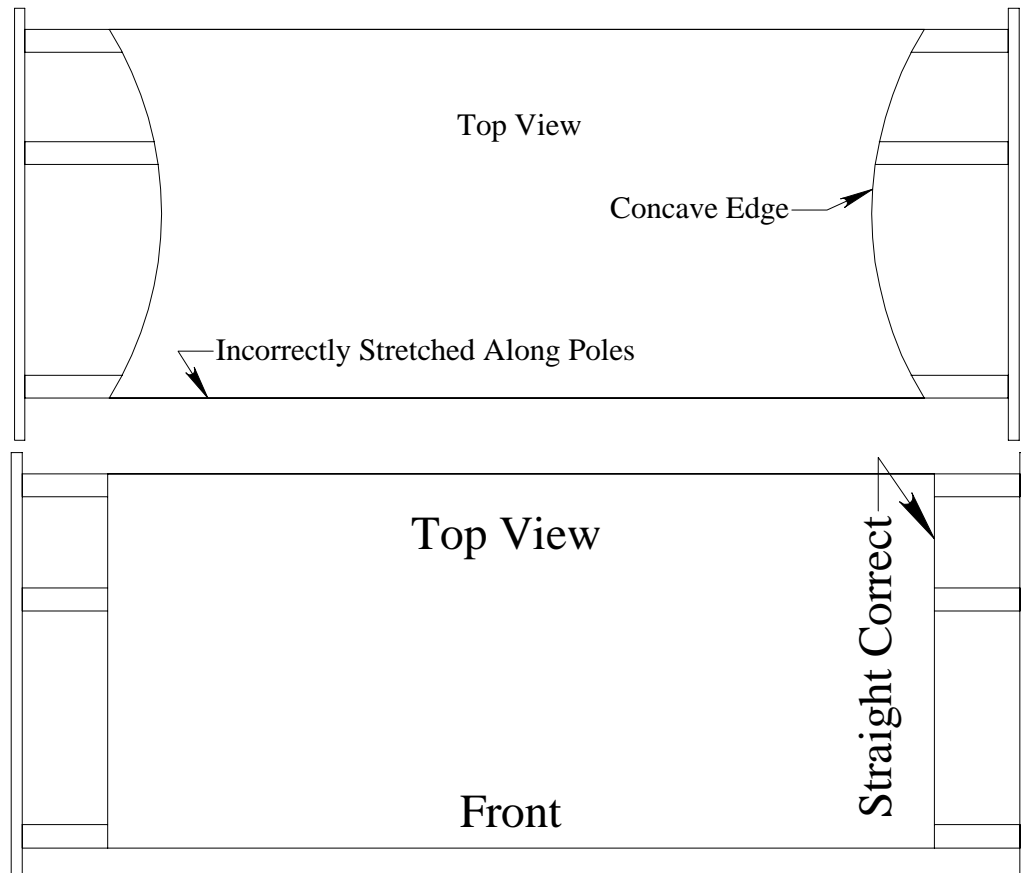 Top View
Concave Edge
Incorrectly Stretched Along Poles
Top View
Straight Correct
Front